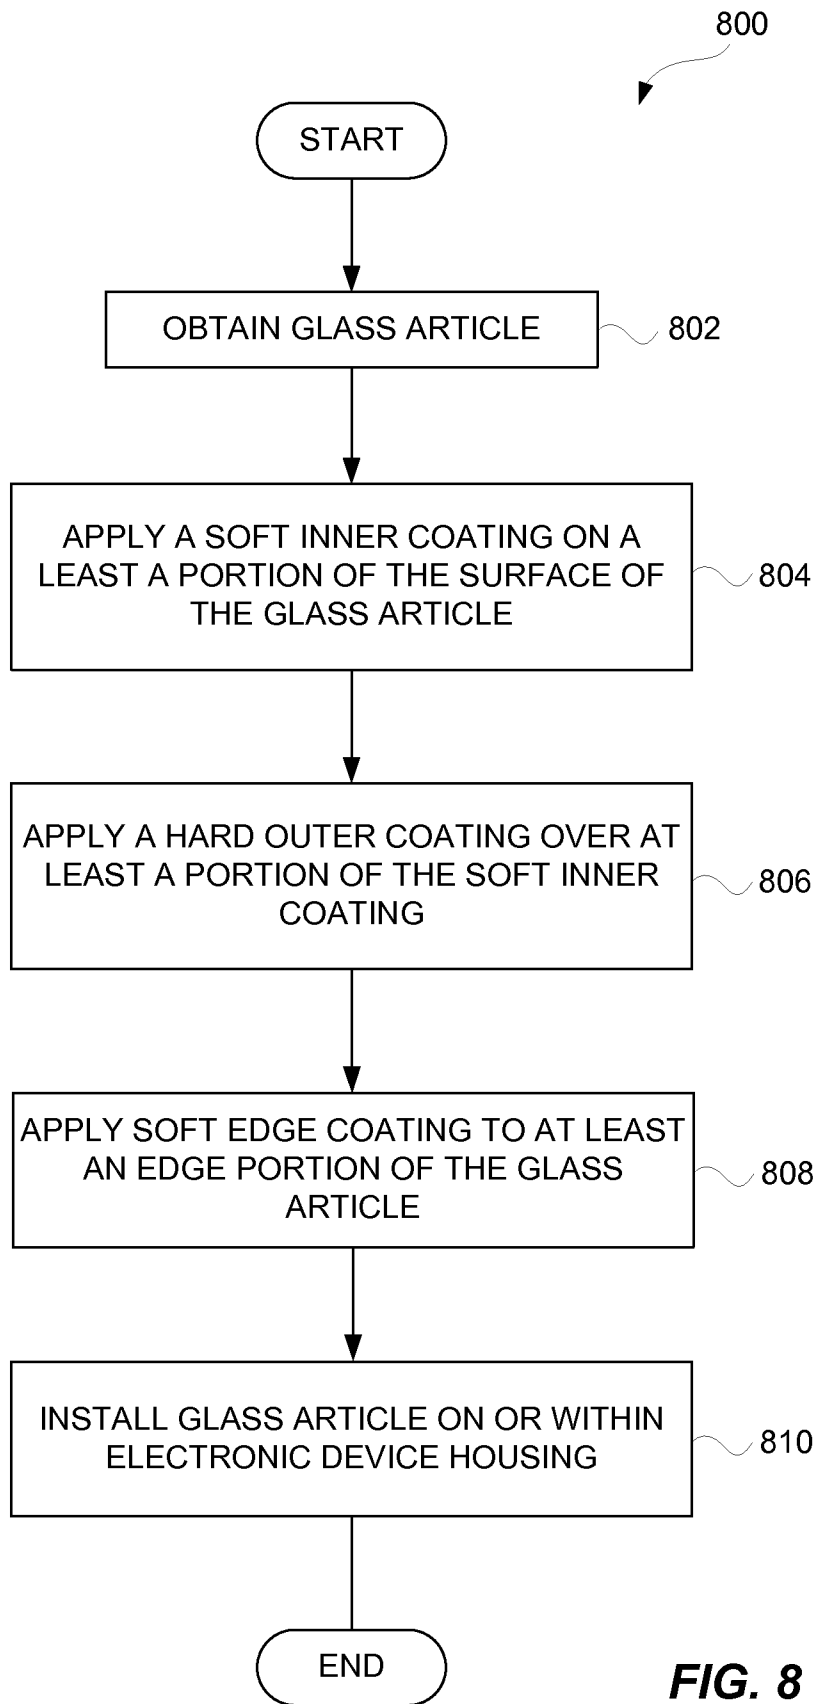 800
START
OBTAIN GLASS ARTICLE
802
APPLY A SOFT INNER COATING ON A
LEAST A PORTION OF THE SURFACE OF
THE GLASS ARTICLE
804
APPLY A HARD OUTER COATING OVER AT
LEAST A PORTION OF THE SOFT INNER
COATING
806
APPLY SOFT EDGE COATING TO AT LEAST
AN EDGE PORTION OF THE GLASS
ARTICLE
808
INSTALL GLASS ARTICLE ON OR WITHIN
ELECTRONIC DEVICE HOUSING
810
END
FIG. 8